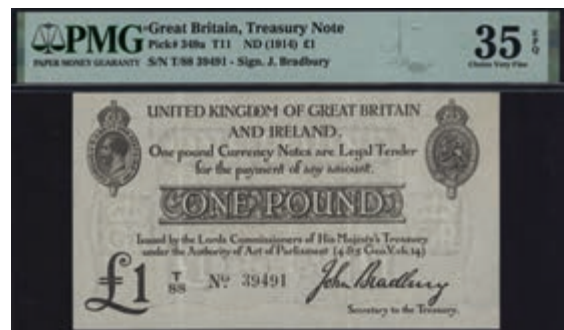 PMG
PAPER MONEY GUARANTY
Great Britain, Treasury Note
Pick# 349a T11 ND (1914) £1
S/N T/88 39491 - Sign. J. Bradbury
35 EPQ
Choice Very Fine
UNITED KINGDOM OF GREAT BRITAIN
AND IRELAND.
One pound Currency Notes are Legal Tender
for the payment of any amount.
ONE POUND
Issued by the Lords Commissioners of His Majesty's Treasury
under the Authority of Act of Parliament (4 & 5 Geo.V.ch.14)
£1 T/88 Nº 39491 John Bradbury
Secretary to the Treasury.